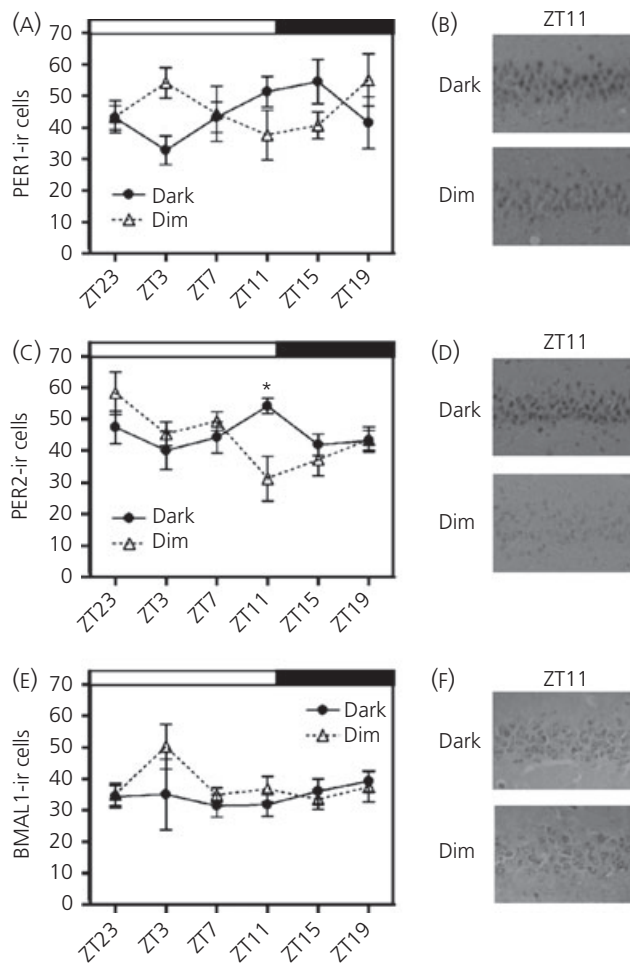 (A)
70
60
50
40
30
20
10
0
PER1-ir cells
Dark
Dim
ZT23 ZT3 ZT7 ZT11 ZT15 ZT19
(B)
ZT11
Dark
Dim
(C)
70
60
50
40
30
20
10
0
PER2-ir cells
*
Dark
Dim
ZT23 ZT3 ZT7 ZT11 ZT15 ZT19
(D)
ZT11
Dark
Dim
(E)
70
60
50
40
30
20
10
0
BMAL1-ir cells
Dark
Dim
ZT23 ZT3 ZT7 ZT11 ZT15 ZT19
(F)
ZT11
Dark
Dim